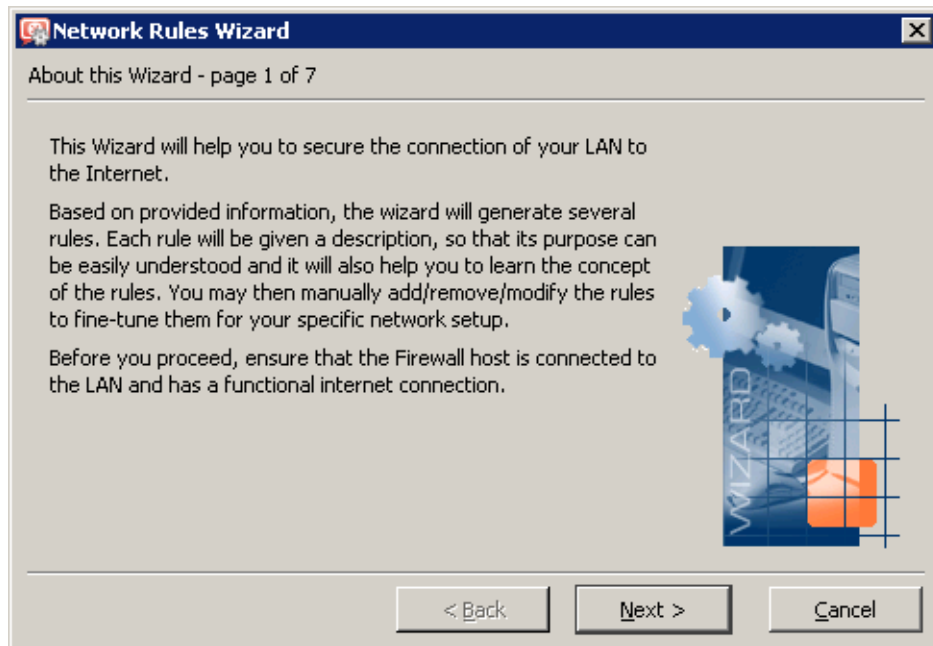 Network Rules Wizard
About this Wizard - page 1 of 7
This Wizard will help you to secure the connection of your LAN to
the Internet.
Based on provided information, the wizard will generate several
rules. Each rule will be given a description, so that its purpose can
be easily understood and it will also help you to learn the concept
of the rules. You may then manually add/remove/modify the rules
to fine-tune them for your specific network setup.
Before you proceed, ensure that the Firewall host is connected to
the LAN and has a functional internet connection.
WIZARD
< Back
Next >
Cancel